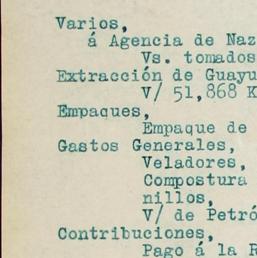 Varios,
á Agencia de Naz
Vs. tomados
Extracción de Guayu
V/ 51,868 K
Empaques,
Empaque de
Gastos Generales,
Veladores,
Compostura
nillos,
V/ de Petró
Contribuciones,
Pago á la R